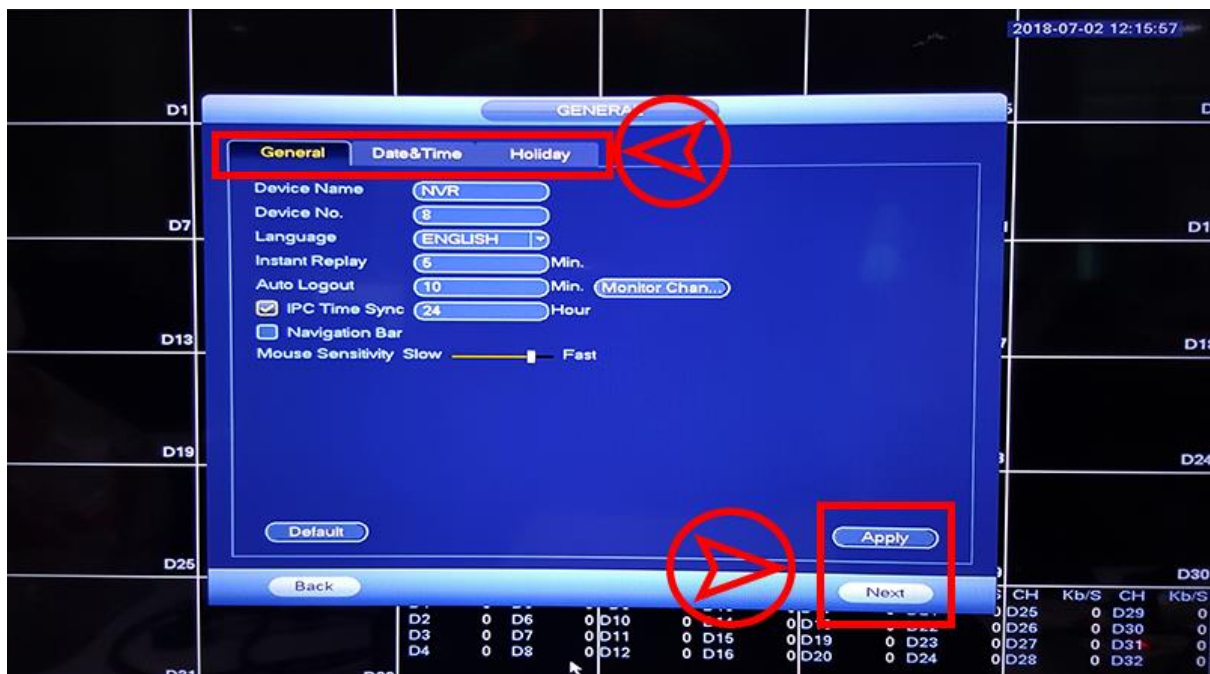 2018-07-02 12:15:57
D1
GENERAL
General Date&Time Holiday
Device Name NVR
Device No. 8
D7
Language ENGLISH
Instant Replay 5 Min.
Auto Logout 10 Min. Monitor Chan...
IPC Time Sync 24 Hour
Navigation Bar
D13
Mouse Sensitivity Slow Fast
D19
D24
Default Apply
D25
D30
Back Next
CH Kb/S CH Kb/S
D25 0 D29 0
D2 0 D6 0 D10 0 0 D26 0 D30 0
D3 0 D7 0 D11 0 D15 0 D19 0 D23 0 D27 0 D31 0
D4 0 D8 0 D12 0 D16 0 D20 0 D24 0 D28 0 D32 0